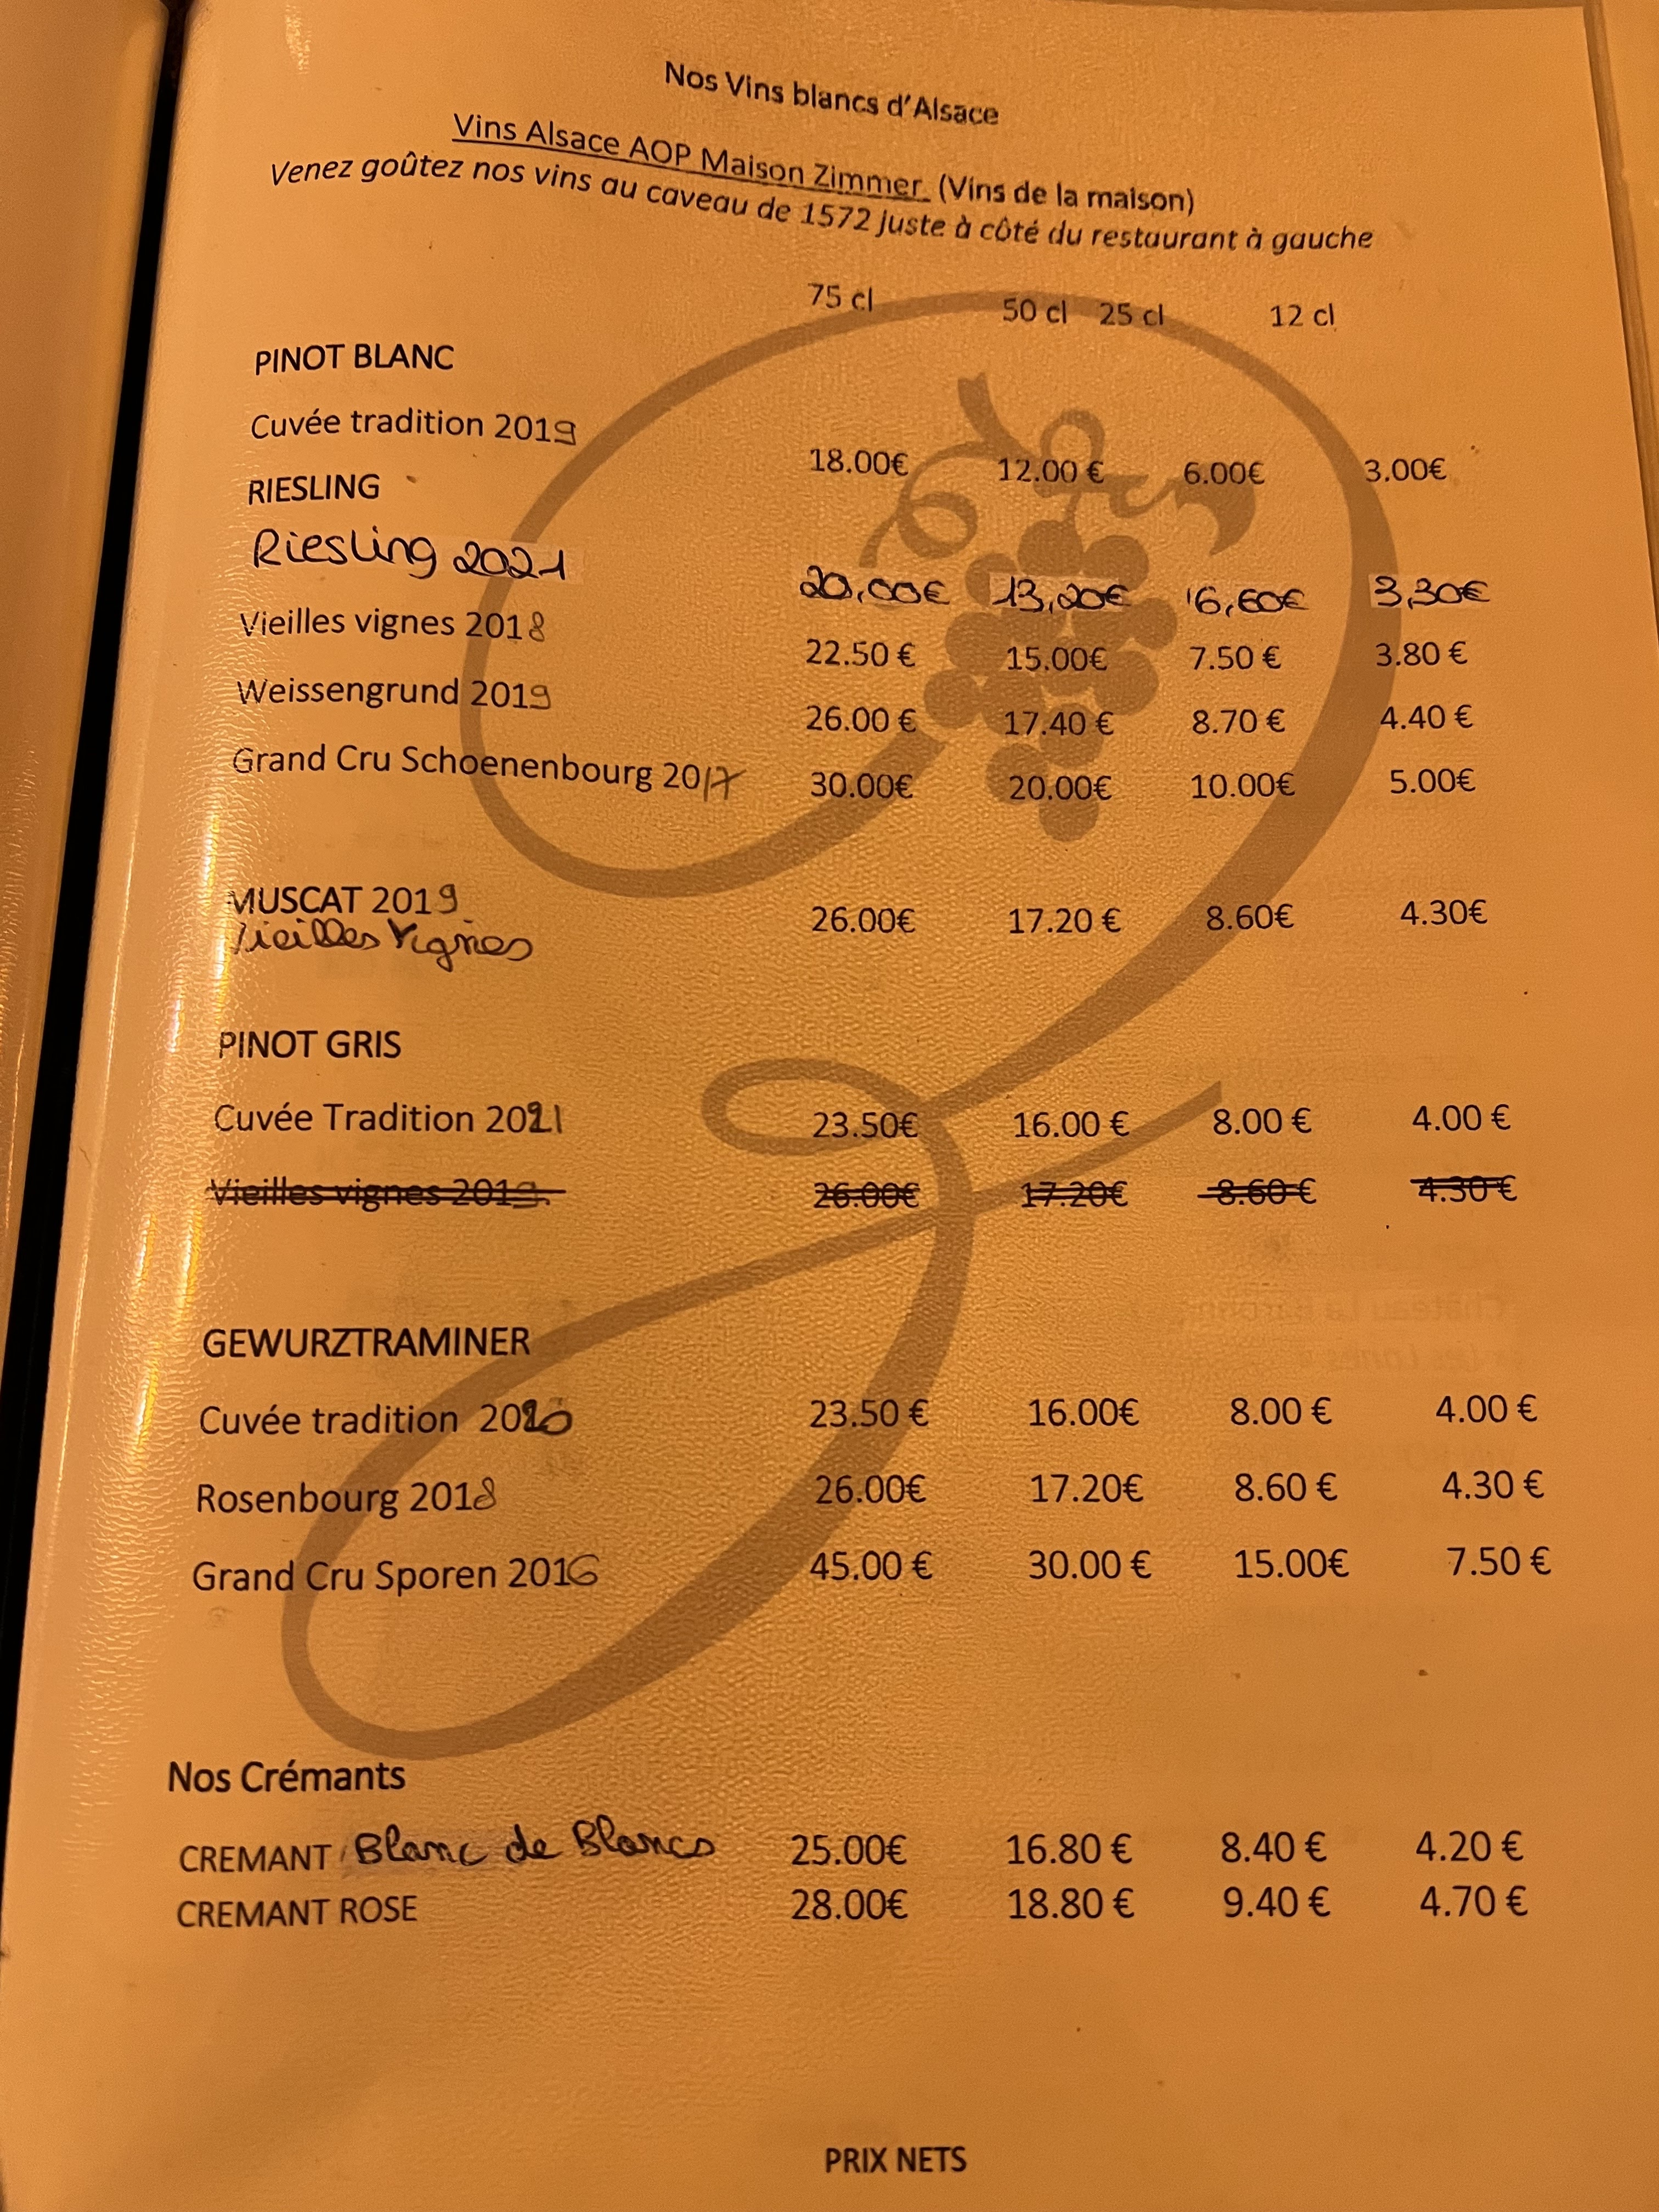 Nos Vins blancs d'Alsace
Vins Alsace AOP Maison Zimmer (Vins de la maison)
Venez goûtez nos vins au caveau de 1572 juste à côté du restaurant à gauche
75 cl 50 cl 25 cl 12 cl
PINOT BLANC
Cuvée tradition 2019 18.00€ 12.00 € 6.00€ 3.00€
RIESLING
Riesling 2021 20,00€ 13,20€ 6,60€ 3,30€
Vieilles vignes 2018 22.50 € 15.00€ 7.50 € 3.80 €
Weissengrund 2019 26.00 € 17.40 € 8.70 € 4.40 €
Grand Cru Schoenenbourg 2017 30.00€ 20.00€ 10.00€ 5.00€
MUSCAT 2019 26.00€ 17.20 € 8.60€ 4.30€
Vieilles Vignes
PINOT GRIS
Cuvée Tradition 2021 23.50€ 16.00 € 8.00 € 4.00 €
Vieilles vignes 2019 26.00€ 17.20€ 8.60 € 4.30 €
GEWURZTRAMINER
Cuvée tradition 2020 23.50 € 16.00€ 8.00 € 4.00 €
Rosenbourg 2018 26.00€ 17.20€ 8.60 € 4.30 €
Grand Cru Sporen 2016 45.00 € 30.00 € 15.00€ 7.50 €
Nos Crémants
CREMANT Blanc de Blancs 25.00€ 16.80 € 8.40 € 4.20 €
CREMANT ROSE 28.00€ 18.80 € 9.40 € 4.70 €
PRIX NETS